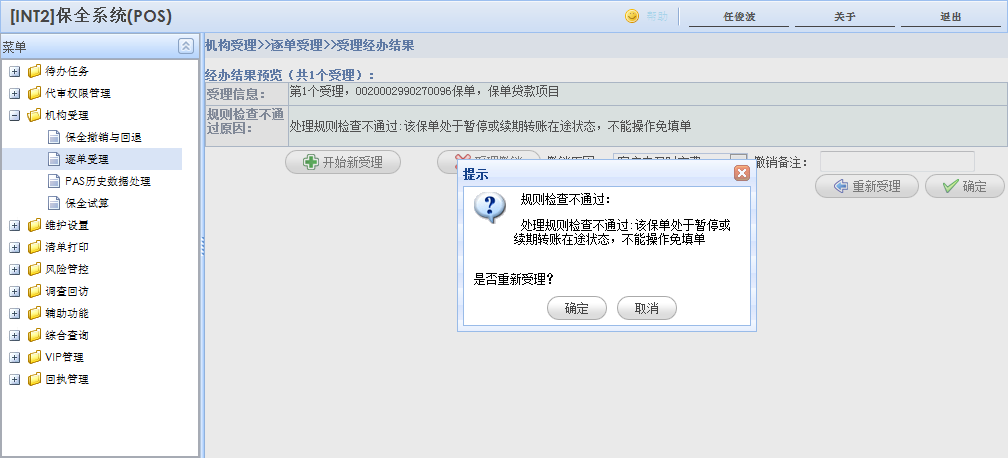 [INT2]保全系统(POS)
帮助
任俊波
关于
退出
菜单
待办任务
代审权限管理
机构受理
保全撤销与回退
逐单受理
PAS历史数据处理
保全试算
维护设置
清单打印
风险管控
调查回访
辅助功能
综合查询
VIP管理
回执管理
机构受理>>逐单受理>>受理经办结果
经办结果预览（共1个受理）：
受理信息：
第1个受理，0020002990270096保单，保单贷款项目
规则检查不通
过原因：
处理规则检查不通过:该保单处于暂停或续期转账在途状态，不能操作免填单
开始新受理
撤销备注：
重新受理
确定
提示
规则检查不通过：
处理规则检查不通过:该保单处于暂停或
续期转账在途状态，不能操作免填单
是否重新受理?
确定
取消